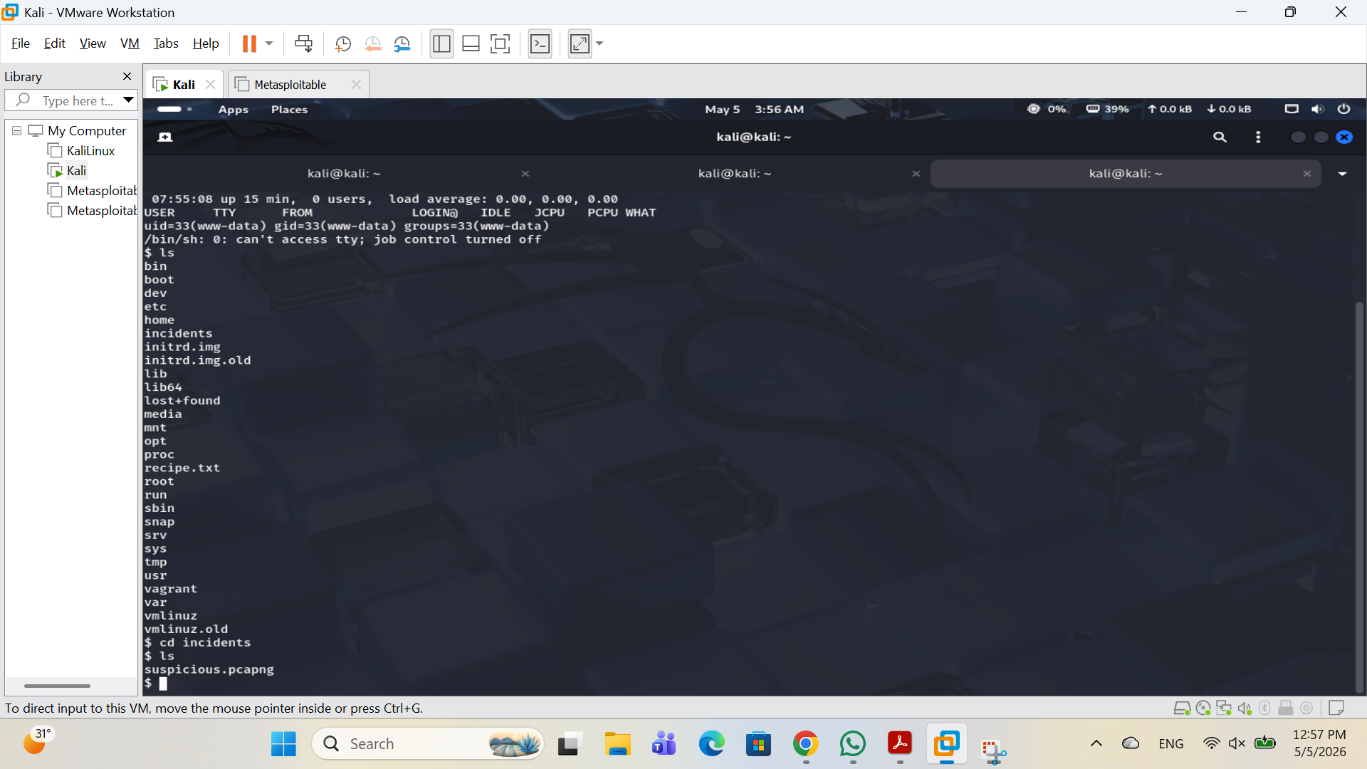 Kali - VMware Workstation
File Edit View VM Tabs Help
Library
Type here t...
My Computer
KaliLinux
Kali
Metasploitab
Metasploitab
Kali
Metasploitable
Apps Places May 5 3:56 AM 0% 39% 0.0 kB 0.0 kB
kali@kali: ~
kali@kali: ~ kali@kali: ~ kali@kali: ~
07:55:08 up 15 min, 0 users, load average: 0.00, 0.00, 0.00
USER TTY FROM LOGIN@ IDLE JCPU PCPU WHAT
uid=33(www-data) gid=33(www-data) groups=33(www-data)
/bin/sh: 0: can't access tty; job control turned off
$ ls
bin
boot
dev
etc
home
incidents
initrd.img
initrd.img.old
lib
lib64
lost+found
media
mnt
opt
proc
recipe.txt
root
run
sbin
snap
srv
sys
tmp
usr
vagrant
var
vmlinuz
vmlinuz.old
$ cd incidents
$ ls
suspicious.pcapng
$
To direct input to this VM, move the mouse pointer inside or press Ctrl+G.
31°
Search
ENG
12:57 PM
5/5/2026